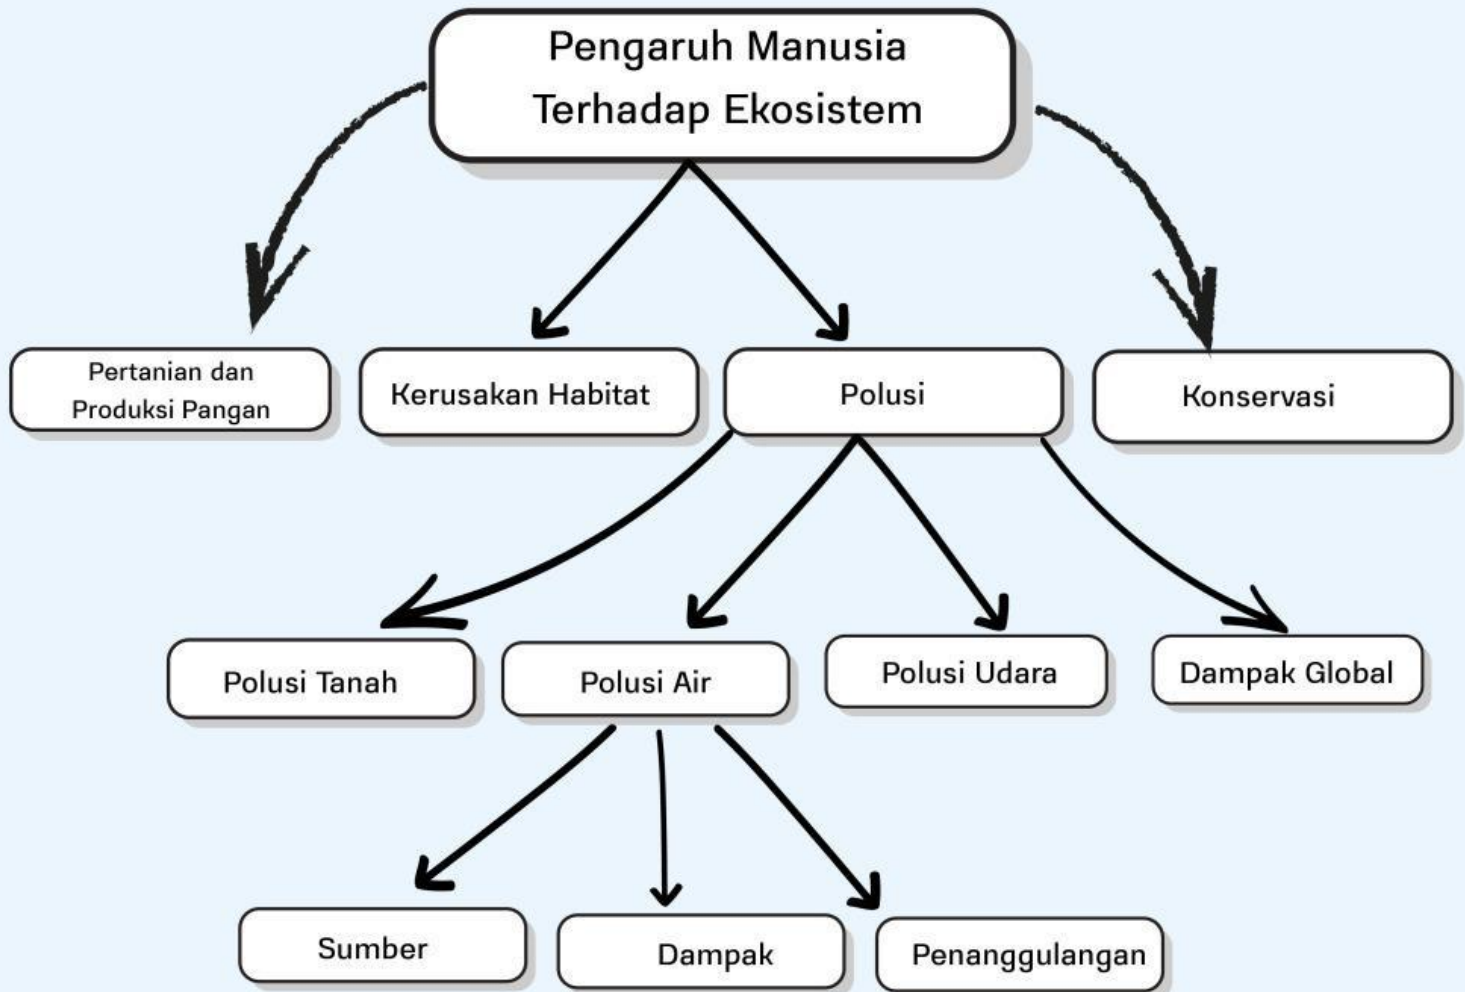 Pengaruh Manusia
Terhadap Ekosistem
Pertanian dan
Produksi Pangan
Kerusakan Habitat
Polusi
Konservasi
Polusi Tanah
Polusi Air
Polusi Udara
Dampak Global
Sumber
Dampak
Penanggulangan